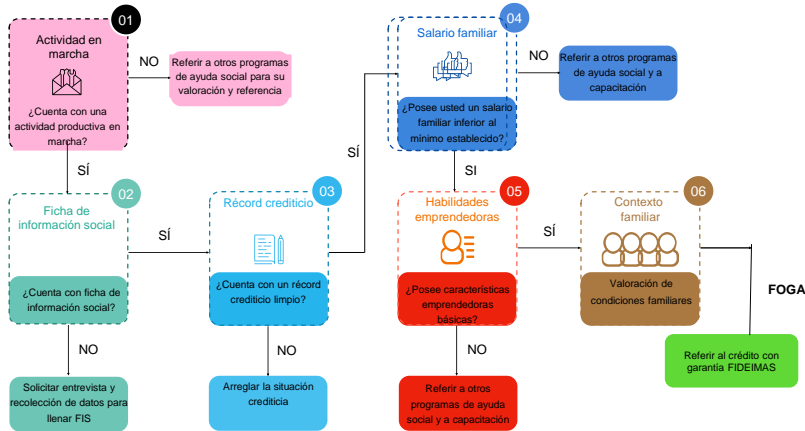 01
Actividad en
marcha
¿Cuenta con una
actividad productiva en
marcha?
NO
Referir a otros programas
de ayuda social para su
valoración y referencia
SÍ
02
Ficha de
información social
¿Cuenta con ficha de
información social?
NO
Solicitar entrevista y
recolección de datos para
llenar FIS
SÍ
03
Récord crediticio
¿Cuenta con un récord
crediticio limpio?
NO
Arreglar la situación
crediticia
SÍ
04
Salario familiar
¿Posee usted un salario
familiar inferior al
mínimo establecido?
NO
Referir a otros programas
de ayuda social y a
capacitación
SI
05
Habilidades
emprendedoras
¿Posee características
emprendedoras
básicas?
NO
Referir a otros
programas de ayuda
social y a capacitación
SÍ
06
Contexto
familiar
Valoración de
condiciones familiares
FOGA
Referir al crédito con
garantía FIDEIMAS